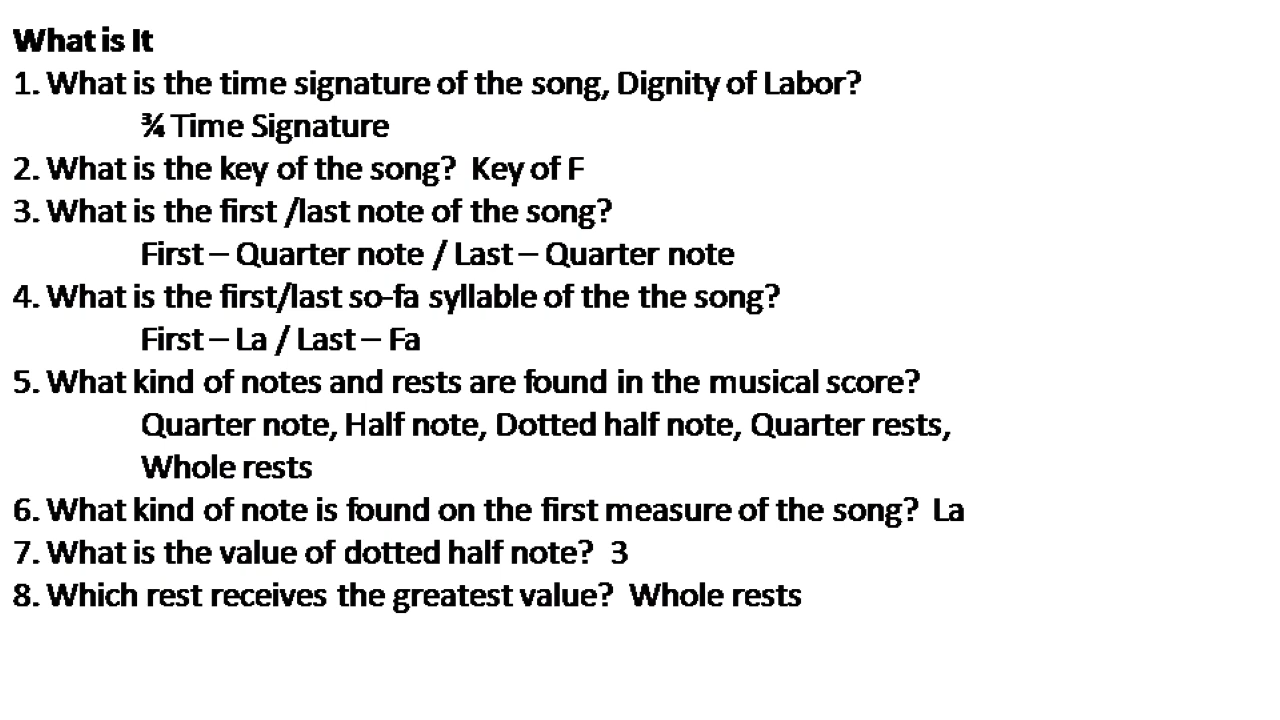 What is It
1. What is the time signature of the song, Dignity of Labor?
¾ Time Signature
2. What is the key of the song?  Key of F
3. What is the first /last note of the song?
First – Quarter note / Last – Quarter note
4. What is the first/last so-fa syllable of the the song?
First – La / Last – Fa
5. What kind of notes and rests are found in the musical score?
Quarter note, Half note, Dotted half note, Quarter rests,
Whole rests
6. What kind of note is found on the first measure of the song?  La
7. What is the value of dotted half note?  3
8. Which rest receives the greatest value?  Whole rests